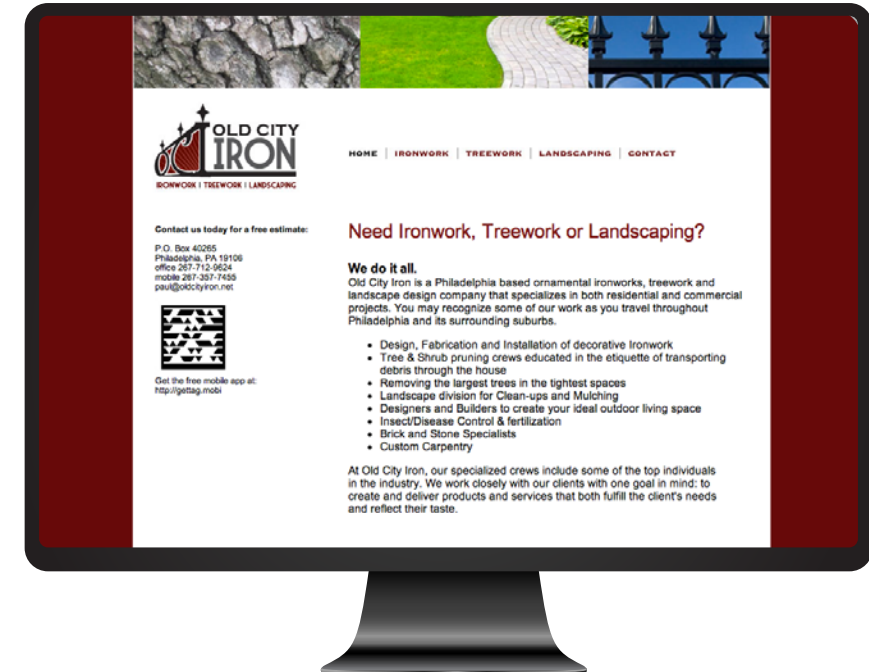 OLD CITY
IRON
IRONWORK | TREEWORK | LANDSCAPING
HOME | IRONWORK | TREEWORK | LANDSCAPING | CONTACT
Contact us today for a free estimate:
P.O. Box 40265
Philadelphia, PA 19106
office 267-712-9624
mobile 267-357-7455
paul@oldcityiron.net
Get the free mobile app at:
http://gettag.mobi
Need Ironwork, Treework or Landscaping?
We do it all.
Old City Iron is a Philadelphia based ornamental ironworks, treework and
landscape design company that specializes in both residential and commercial
projects. You may recognize some of our work as you travel throughout
Philadelphia and its surrounding suburbs.
• Design, Fabrication and Installation of decorative Ironwork
• Tree & Shrub pruning crews educated in the etiquette of transporting
debris through the house
• Removing the largest trees in the tightest spaces
• Landscape division for Clean-ups and Mulching
• Designers and Builders to create your ideal outdoor living space
• Insect/Disease Control & fertilization
• Brick and Stone Specialists
• Custom Carpentry
At Old City Iron, our specialized crews include some of the top individuals
in the industry. We work closely with our clients with one goal in mind: to
create and deliver products and services that both fulfill the client's needs
and reflect their taste.